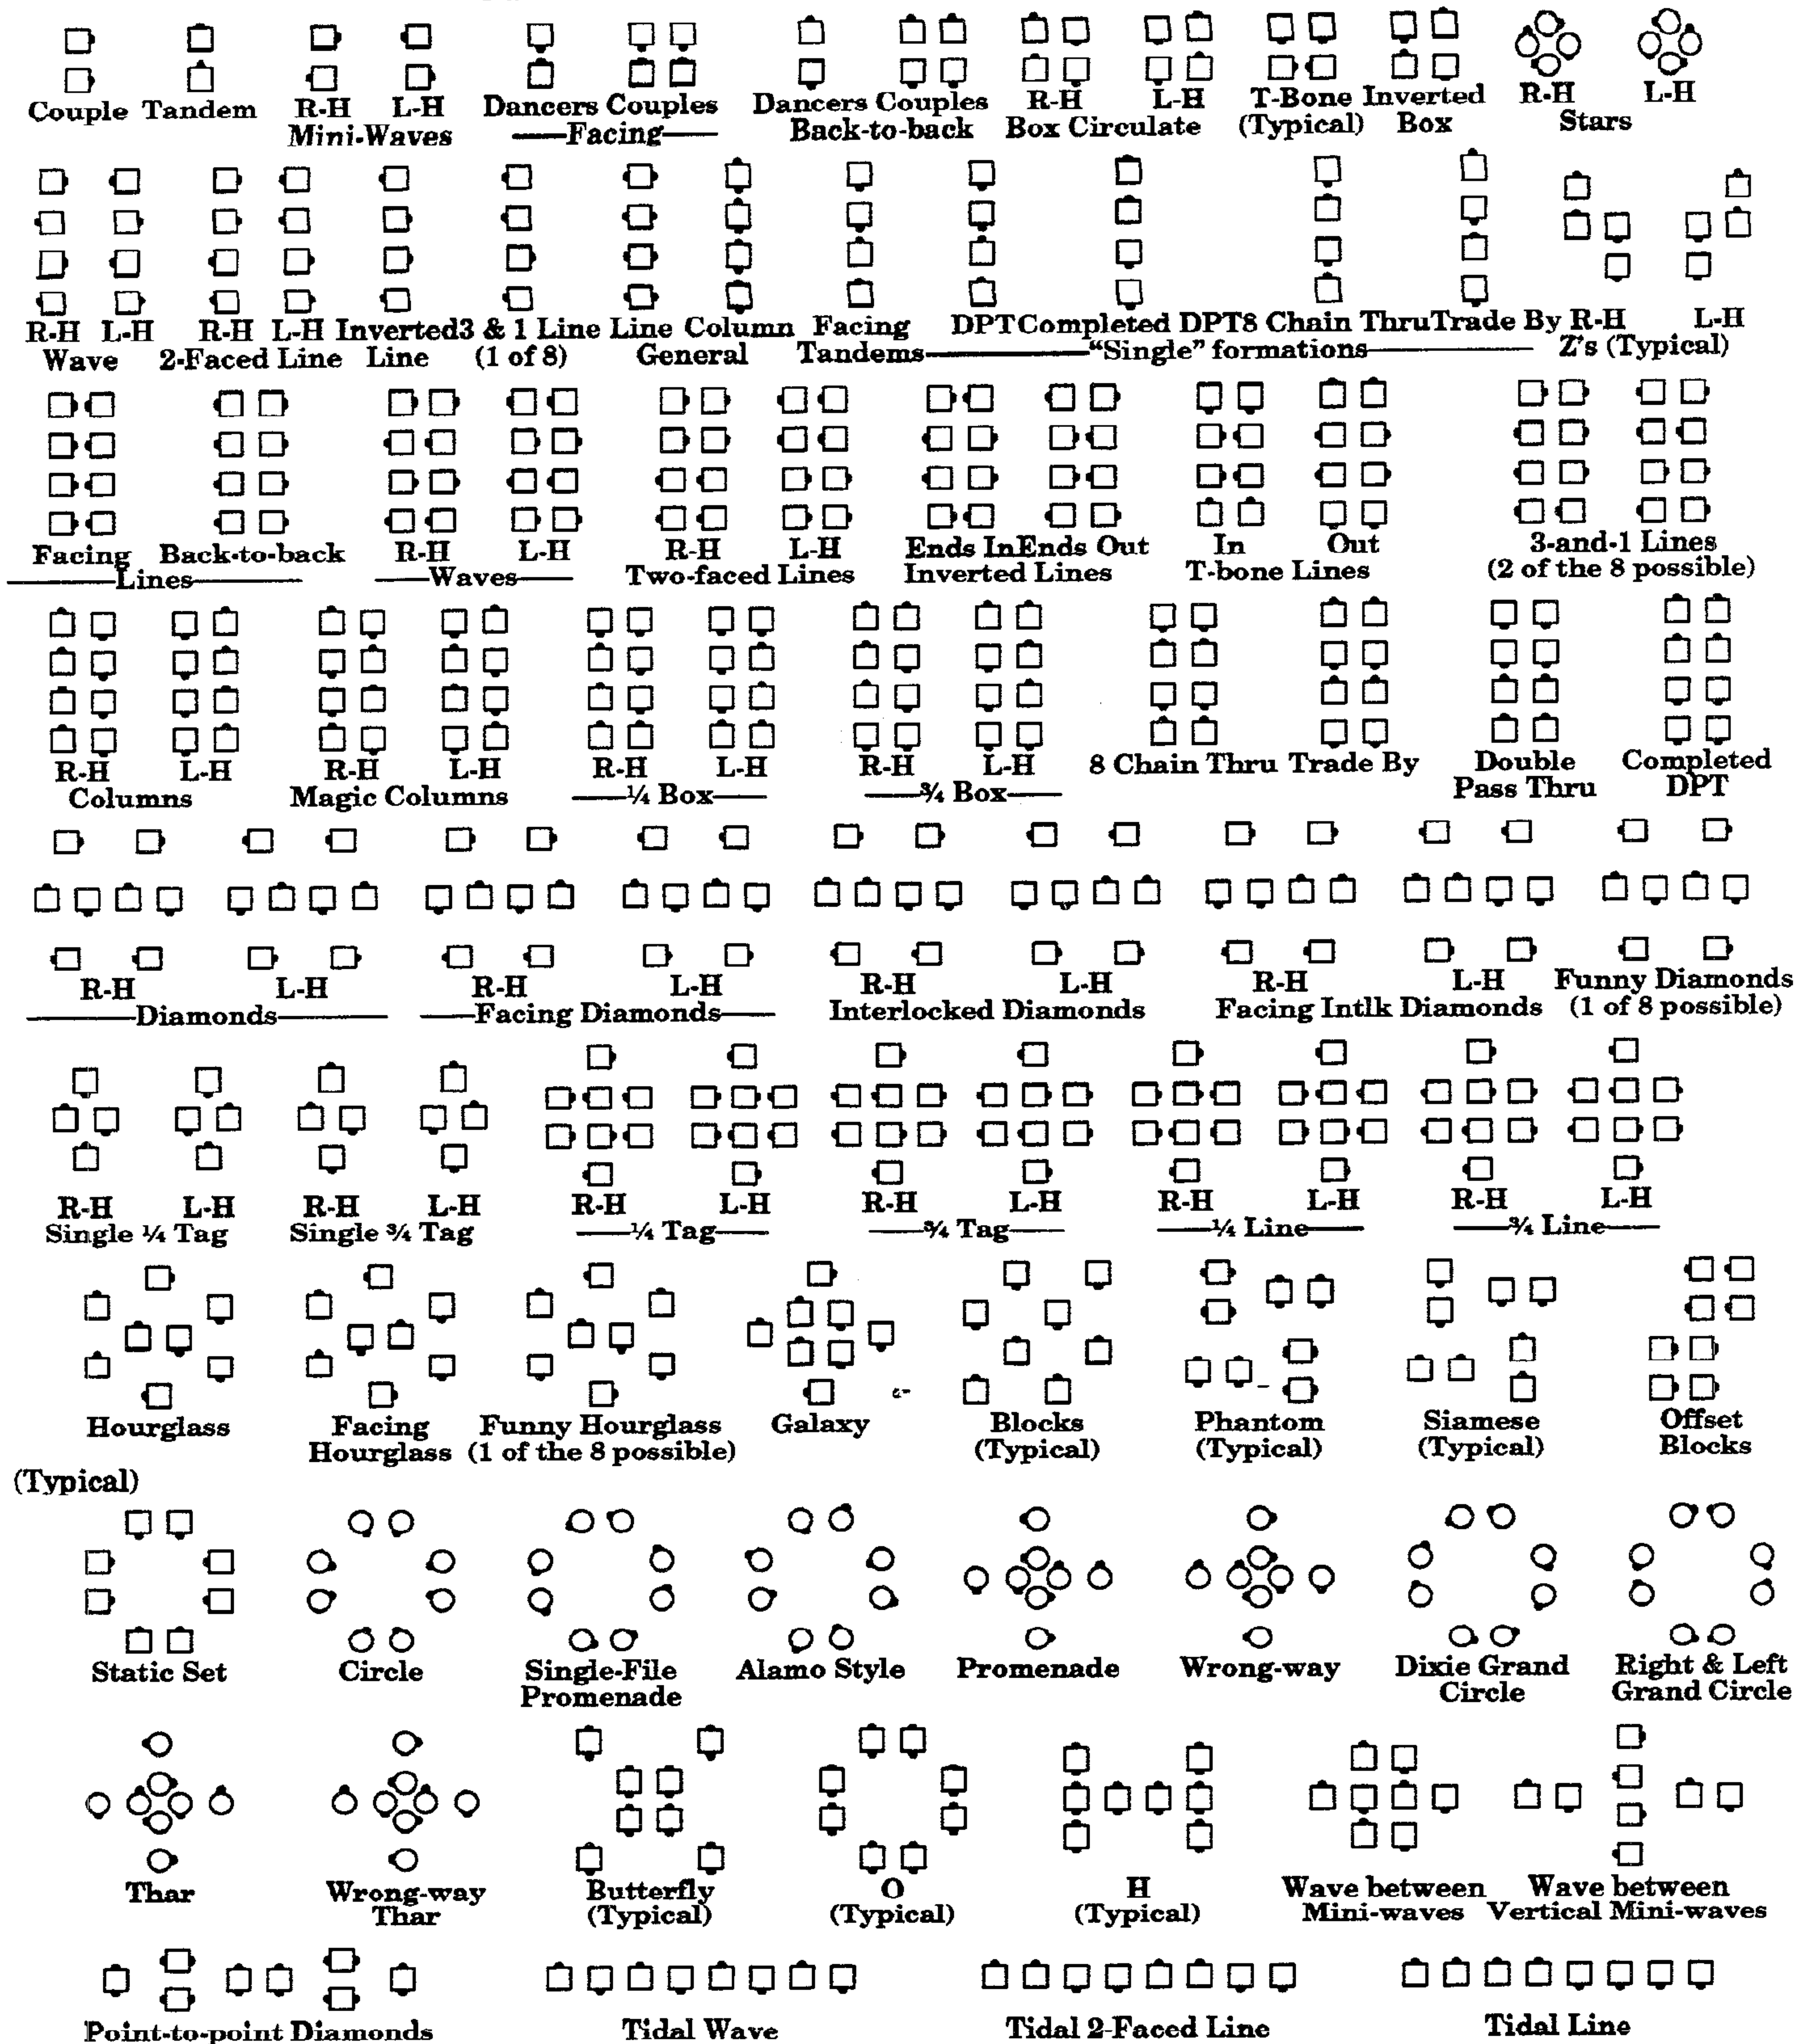 Couple Tandem R-H L-H Dancers Couples Dancers Couples R-H L-H T-Bone Inverted R-H L-H
Mini-Waves Facing Back-to-back Box Circulate (Typical) Box Stars
R-H L-H R-H L-H Inverted 3 & 1 Line Line Column Facing DPT Completed DPT 8 Chain Thru Trade By R-H L-H
Wave 2-Faced Line Line (1 of 8) General Tandems "Single" formations Z's (Typical)
Facing Back-to-back R-H L-H R-H L-H Ends In Ends Out In Out 3-and-1 Lines
Lines Waves Two-faced Lines Inverted Lines T-bone Lines (2 of the 8 possible)
R-H L-H R-H L-H R-H L-H R-H L-H 8 Chain Thru Trade By Double Completed
Columns Magic Columns ¼ Box ¾ Box Pass Thru DPT
R-H L-H R-H L-H R-H L-H R-H L-H Funny Diamonds
Diamonds Facing Diamonds Interlocked Diamonds Facing Intlk Diamonds (1 of 8 possible)
R-H L-H R-H L-H R-H L-H R-H L-H R-H L-H R-H L-H
Single ¼ Tag Single ¾ Tag ¼ Tag ¾ Tag ¼ Line ¾ Line
Hourglass Facing Funny Hourglass Galaxy Blocks Phantom Siamese Offset
Hourglass (1 of the 8 possible) (Typical) (Typical) (Typical) Blocks
(Typical)
Static Set Circle Single-File Alamo Style Promenade Wrong-way Dixie Grand Right & Left
Promenade Circle Grand Circle
Thar Wrong-way Butterfly O H Wave between Wave between
Thar (Typical) (Typical) (Typical) Mini-waves Vertical Mini-waves
Point-to-point Diamonds Tidal Wave Tidal 2-Faced Line Tidal Line